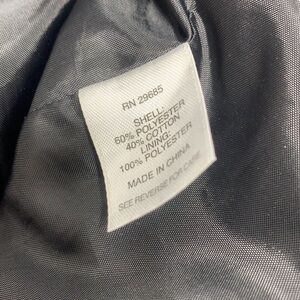 RN 29685
SHELL:
60% POLYESTER
40% COTTON
LINING:
100% POLYESTER
MADE IN CHINA
SEE REVERSE FOR CARE